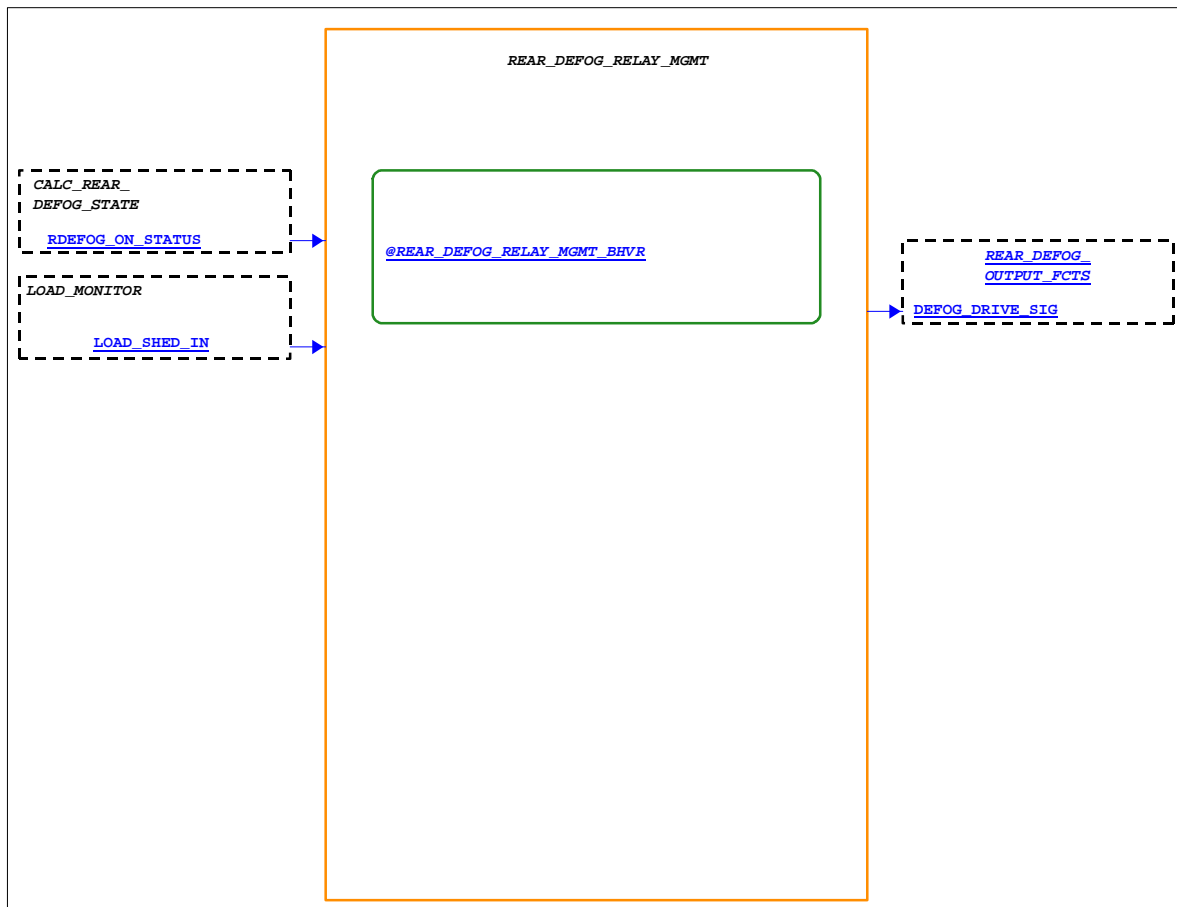 REAR_DEFOG_RELAY_MGMT
CALC_REAR_
DEFOG_STATE
RDEFOG_ON_STATUS
LOAD_MONITOR
LOAD_SHED_IN
@REAR_DEFOG_RELAY_MGMT_BHVR
REAR_DEFOG_
OUTPUT_FCTS
DEFOG_DRIVE_SIG